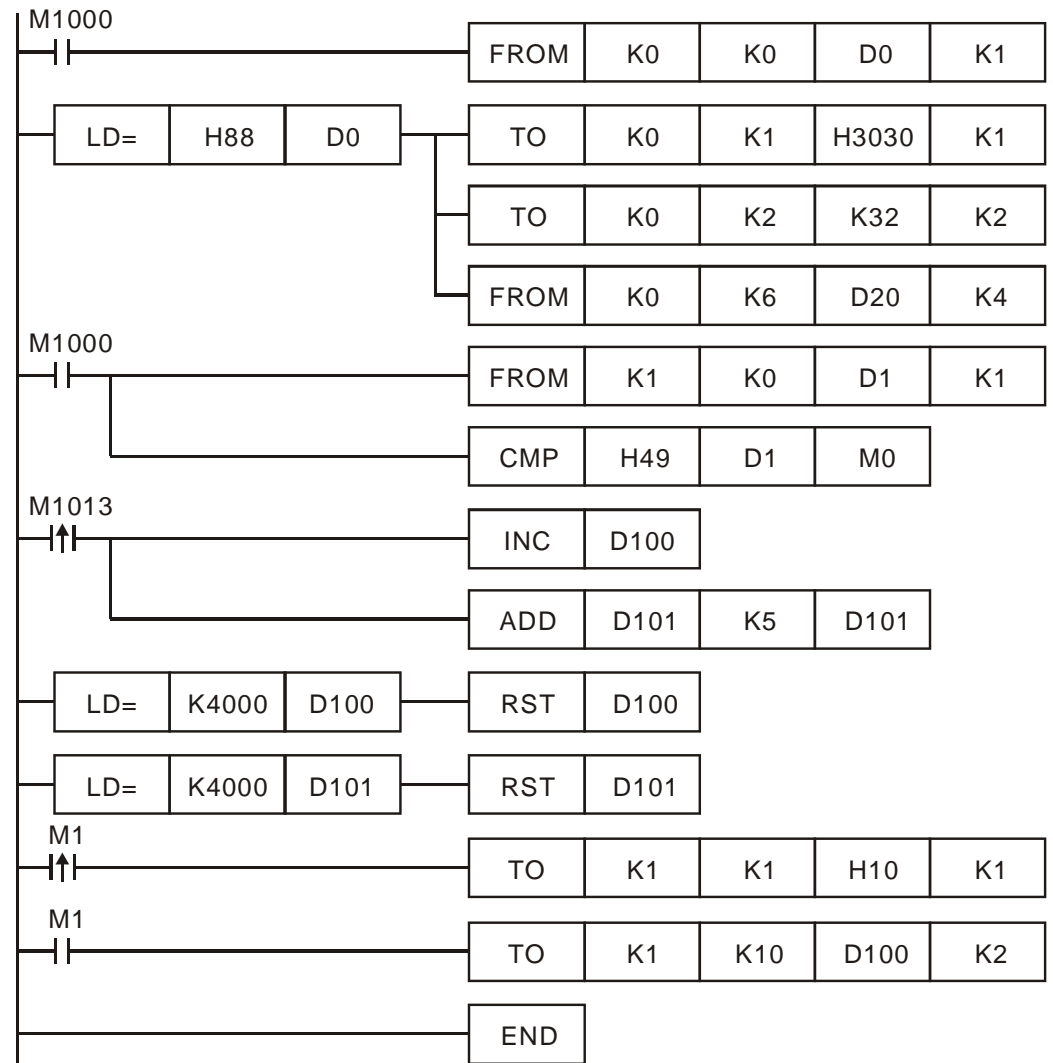 M1000
FROM K0 K0 D0 K1
LD= H88 D0 TO K0 K1 H3030 K1
TO K0 K2 K32 K2
FROM K0 K6 D20 K4
M1000
FROM K1 K0 D1 K1
CMP H49 D1 M0
M1013
INC D100
ADD D101 K5 D101
LD= K4000 D100 RST D100
LD= K4000 D101 RST D101
M1
TO K1 K1 H10 K1
M1
TO K1 K10 D100 K2
END